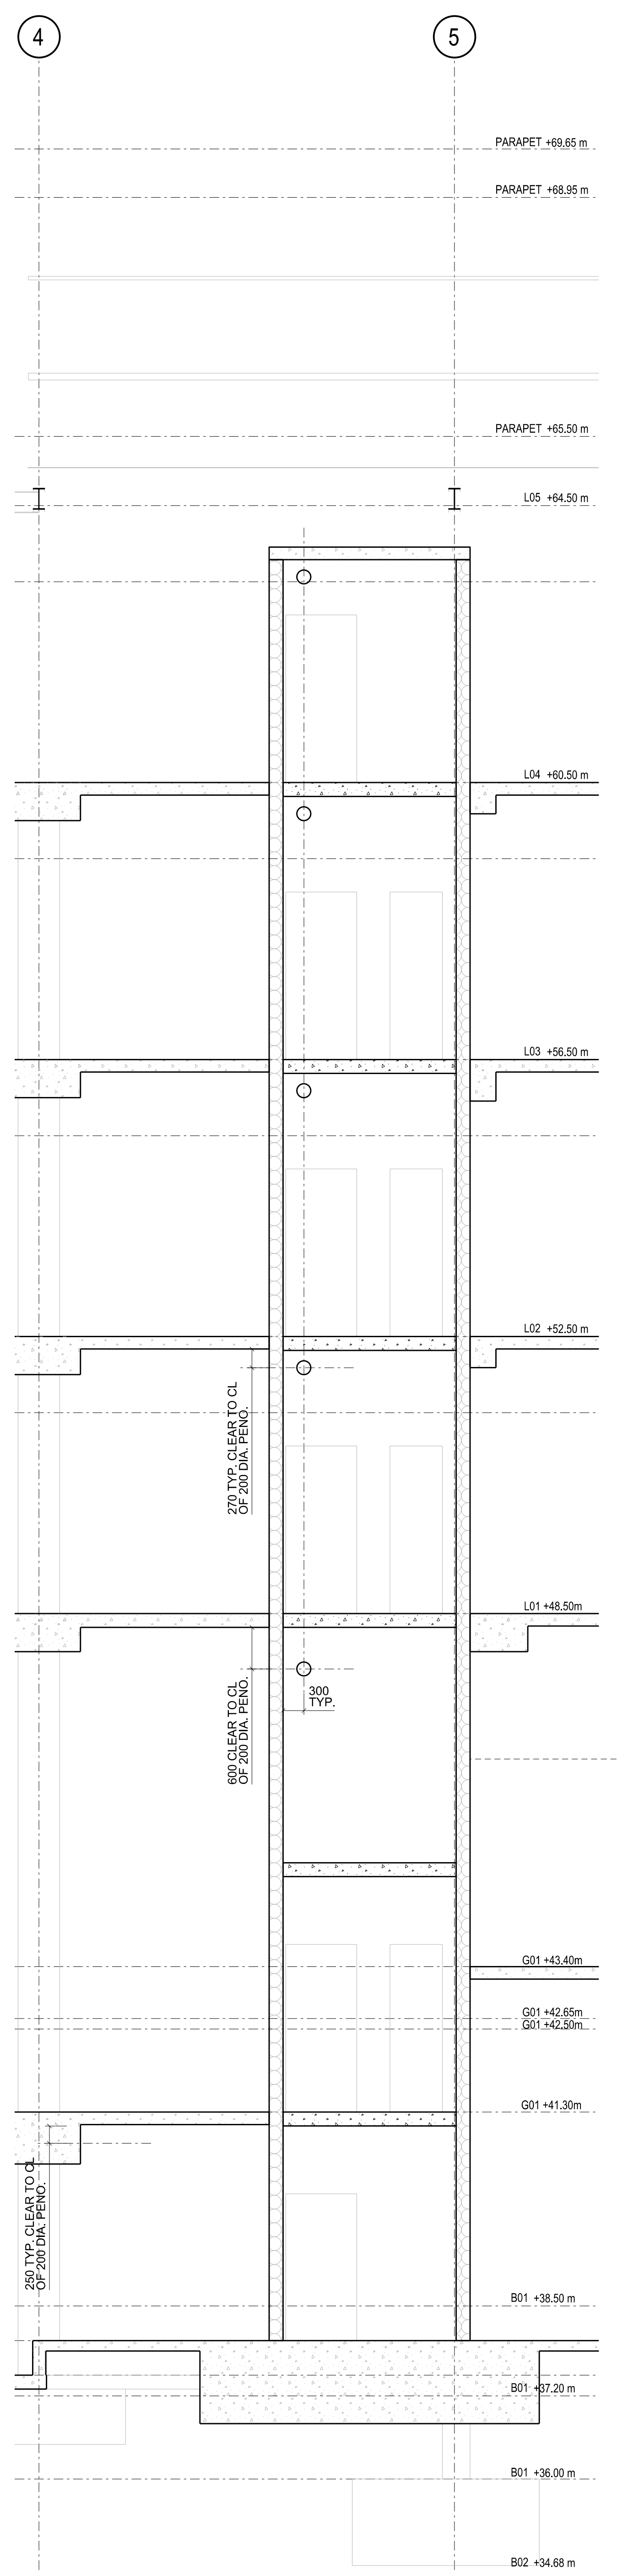 4
5
PARAPET +69.65 m
PARAPET +68.95 m
PARAPET +65.50 m
L05 +64.50 m
L04 +60.50 m
L03 +56.50 m
L02 +52.50 m
270 TYP. CLEAR TO CL
OF 200 DIA. PENO.
L01 +48.50m
600 CLEAR TO CL
OF 200 DIA. PENO.
300
TYP.
G01 +43.40m
G01 +42.65m
G01 +42.50m
G01 +41.30m
250 TYP. CLEAR TO CL
OF 200 DIA. PENO.
B01 +38.50 m
B01 +37.20 m
B01 +36.00 m
B02 +34.68 m